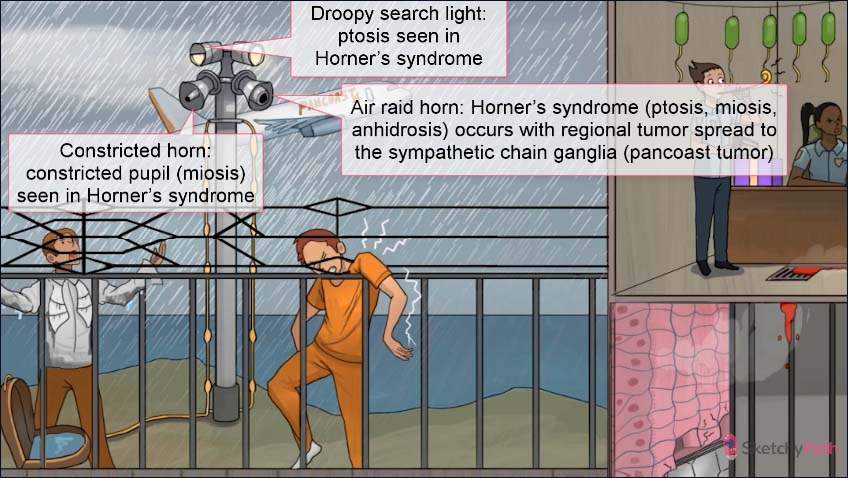 Droopy search light:
ptosis seen in
Horner's syndrome
PANCOAST
Air raid horn: Horner's syndrome (ptosis, miosis,
anhidrosis) occurs with regional tumor spread to
the sympathetic chain ganglia (pancoast tumor)
Constricted horn:
constricted pupil (miosis)
seen in Horner's syndrome
SketchyPath